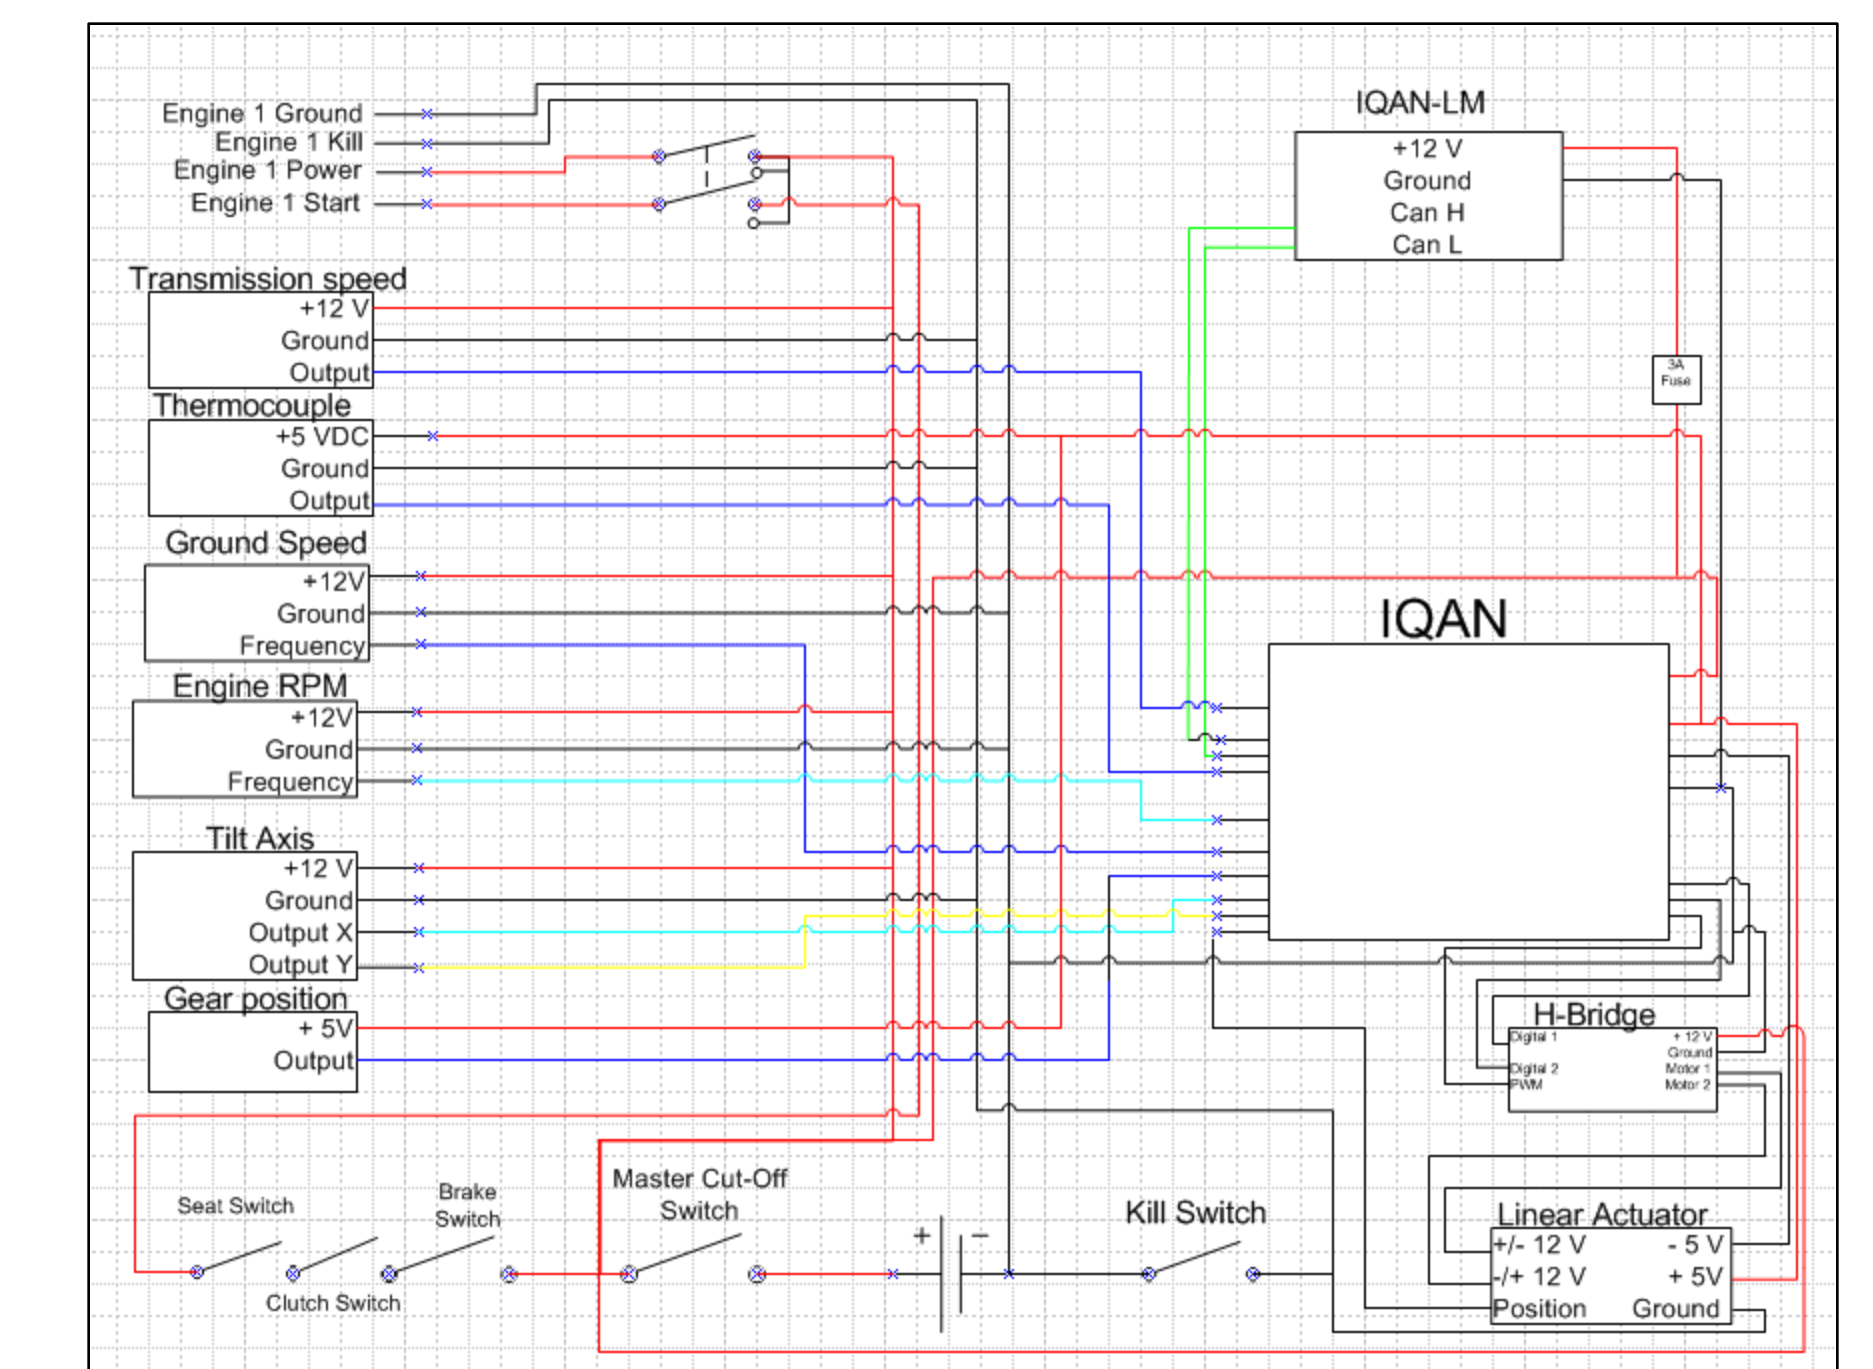 Engine 1 Ground
Engine 1 Kill
Engine 1 Power
Engine 1 Start
IQAN-LM
+12 V
Ground
Can H
Can L
Transmission speed
+12 V
Ground
Output
3A
Fuse
Thermocouple
+5 VDC
Ground
Output
Ground Speed
+12V
Ground
Frequency
IQAN
Engine RPM
+12V
Ground
Frequency
Tilt Axis
+12 V
Ground
Output X
Output Y
Gear position
+ 5V
Output
H-Bridge
Digital 1
Digital 2
PWM
+ 12 V
Ground
Motor 1
Motor 2
Seat Switch
Clutch Switch
Brake
Switch
Master Cut-Off
Switch
+ −
Kill Switch
Linear Actuator
+/- 12 V - 5 V
-/+ 12 V + 5V
Position Ground